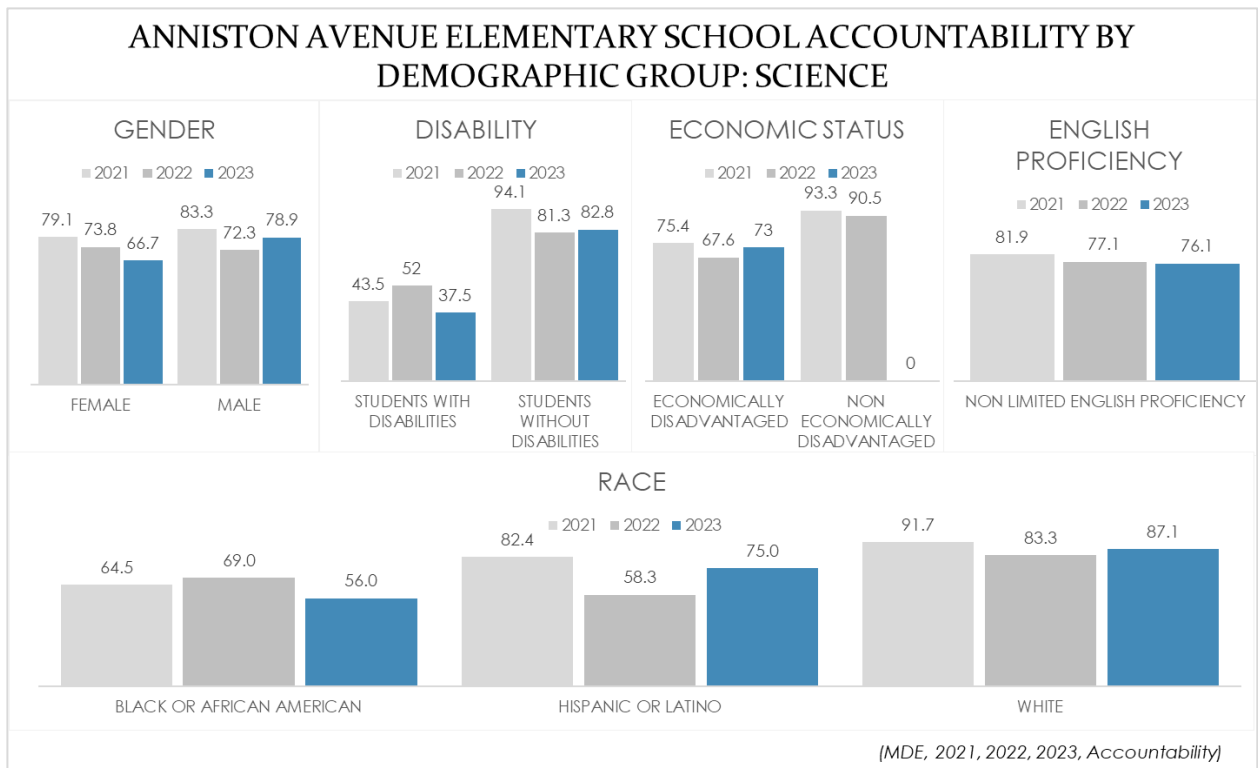 ANNISTON AVENUE ELEMENTARY SCHOOL ACCOUNTABILITY BY
DEMOGRAPHIC GROUP: SCIENCE
GENDER
2021 2022 2023
79.1 73.8 66.7 83.3 72.3 78.9
FEMALE MALE
DISABILITY
2021 2022 2023
43.5 52 37.5 94.1 81.3 82.8
STUDENTS WITH
DISABILITIES
STUDENTS
WITHOUT
DISABILITIES
ECONOMIC STATUS
2021 2022 2023
75.4 67.6 73 93.3 90.5 0
ECONOMICALLY
DISADVANTAGED
NON
ECONOMICALLY
DISADVANTAGED
ENGLISH
PROFICIENCY
2021 2022 2023
81.9 77.1 76.1
NON LIMITED ENGLISH PROFICIENCY
RACE
2021 2022 2023
64.5 69.0 56.0 82.4 58.3 75.0 91.7 83.3 87.1
BLACK OR AFRICAN AMERICAN HISPANIC OR LATINO WHITE
(MDE, 2021, 2022, 2023, Accountability)